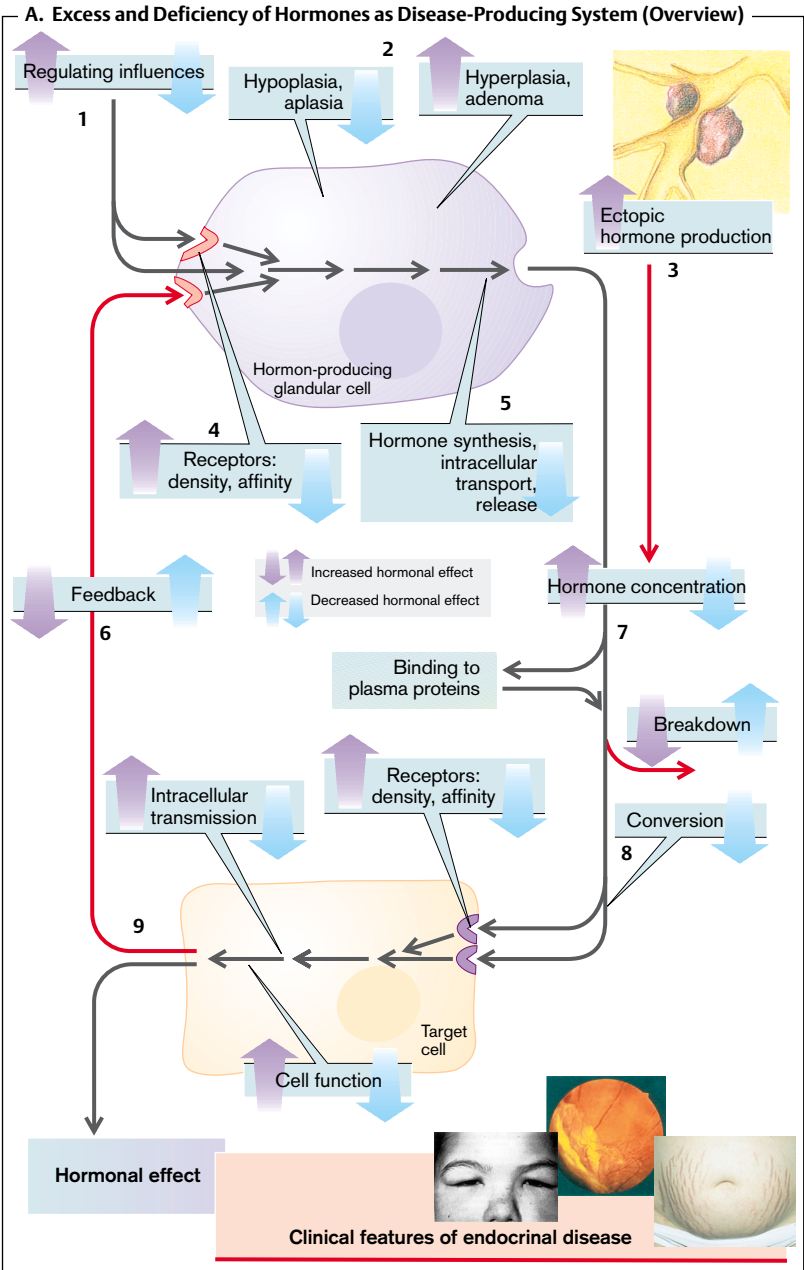 A. Excess and Deficiency of Hormones as Disease-Producing System (Overview)
Regulating influences
1
2
Hypoplasia,
aplasia
Hyperplasia,
adenoma
Ectopic
hormone production
3
Hormon-producing
glandular cell
4
Receptors:
density, affinity
5
Hormone synthesis,
intracellular
transport,
release
Feedback
6
Increased hormonal effect
Decreased hormonal effect
Hormone concentration
7
Binding to
plasma proteins
Breakdown
Intracellular
transmission
Receptors:
density, affinity
Conversion
8
9
Target
cell
Cell function
Hormonal effect
Clinical features of endocrinal disease